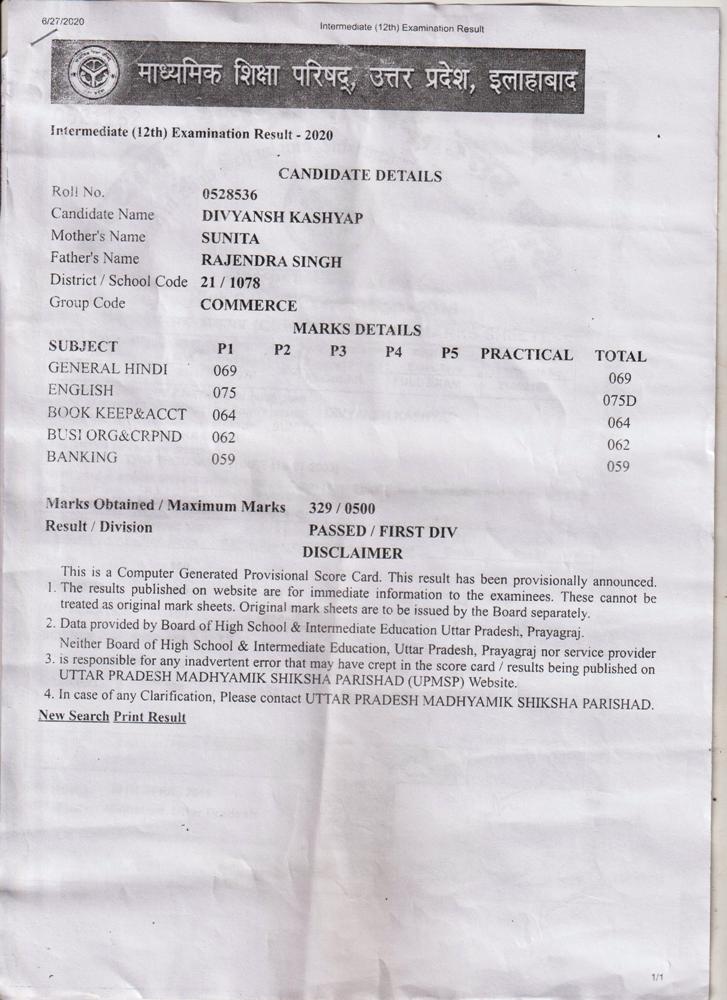 6/27/2020
Intermediate (12th) Examination Result
माध्यमिक शिक्षा परिषद्, उत्तर प्रदेश, इलाहाबाद
Intermediate (12th) Examination Result - 2020
CANDIDATE DETAILS
Roll No. 0528536
Candidate Name DIVYANSH KASHYAP
Mother's Name SUNITA
Father's Name RAJENDRA SINGH
District / School Code 21 / 1078
Group Code COMMERCE
MARKS DETAILS
SUBJECT P1 P2 P3 P4 P5 PRACTICAL TOTAL
GENERAL HINDI 069 069
ENGLISH 075 075D
BOOK KEEP&ACCT 064 064
BUSI ORG&CRPND 062 062
BANKING 059 059
Marks Obtained / Maximum Marks 329 / 0500
Result / Division PASSED / FIRST DIV
DISCLAIMER
This is a Computer Generated Provisional Score Card. This result has been provisionally announced.
1. The results published on website are for immediate information to the examinees. These cannot be
treated as original mark sheets. Original mark sheets are to be issued by the Board separately.
2. Data provided by Board of High School & Intermediate Education Uttar Pradesh, Prayagraj.
Neither Board of High School & Intermediate Education, Uttar Pradesh, Prayagraj nor service provider
3. is responsible for any inadvertent error that may have crept in the score card / results being published on
UTTAR PRADESH MADHYAMIK SHIKSHA PARISHAD (UPMSP) Website.
4. In case of any Clarification, Please contact UTTAR PRADESH MADHYAMIK SHIKSHA PARISHAD.
New Search Print Result
1/1